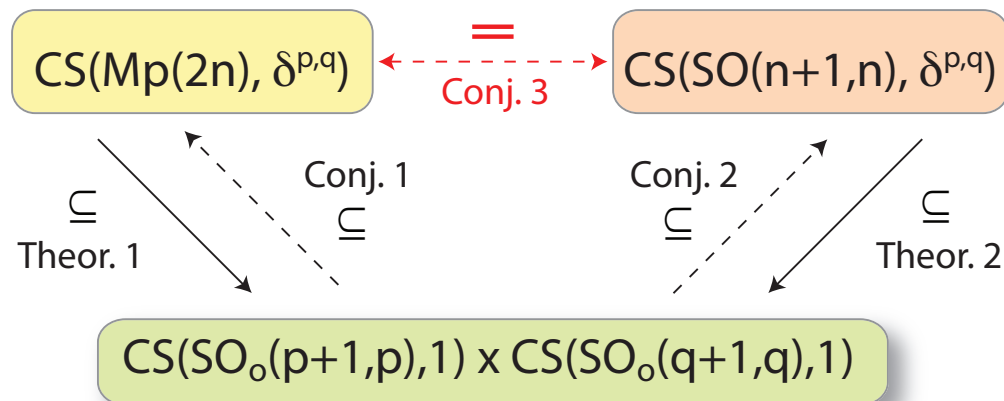 =
CS(Mp(2n), δ^{p,q}) CS(SO(n+1,n), δ^{p,q})
Conj. 3
Conj. 1 Conj. 2
⊆ ⊆ ⊆ ⊆
Theor. 1 Theor. 2
CS(SO_o(p+1,p),1) x CS(SO_o(q+1,q),1)